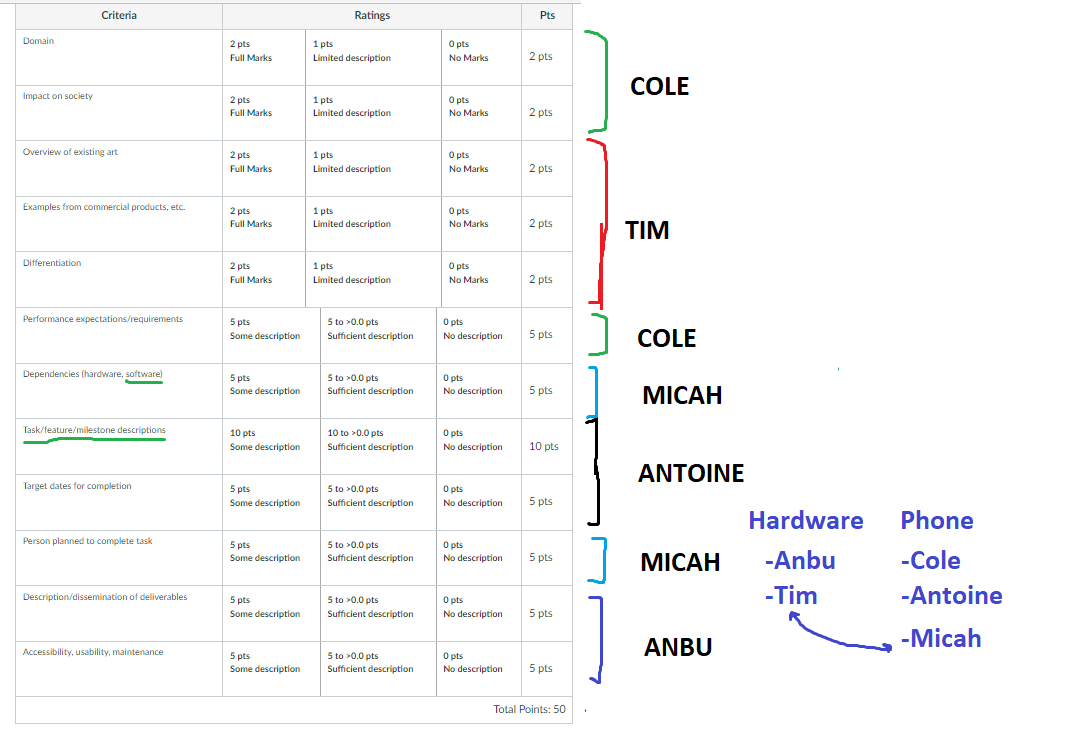 Criteria Ratings Pts
Domain
2 pts 1 pts 0 pts
Full Marks Limited description No Marks
2 pts
Impact on society
2 pts 1 pts 0 pts
Full Marks Limited description No Marks
2 pts
COLE
Overview of existing art
2 pts 1 pts 0 pts
Full Marks Limited description No Marks
2 pts
Examples from commercial products, etc.
2 pts 1 pts 0 pts
Full Marks Limited description No Marks
2 pts
Differentiation
2 pts 1 pts 0 pts
Full Marks Limited description No Marks
2 pts
TIM
Performance expectations/requirements
5 pts 5 to >0.0 pts 0 pts
Some description Sufficient description No description
5 pts
COLE
Dependencies (hardware, software)
5 pts 5 to >0.0 pts 0 pts
Some description Sufficient description No description
5 pts
MICAH
Task/feature/milestone descriptions
10 pts 10 to >0.0 pts 0 pts
Some description Sufficient description No description
10 pts
Target dates for completion
5 pts 5 to >0.0 pts 0 pts
Some description Sufficient description No description
5 pts
ANTOINE
Person planned to complete task
5 pts 5 to >0.0 pts 0 pts
Some description Sufficient description No description
5 pts
MICAH
Description/dissemination of deliverables
5 pts 5 to >0.0 pts 0 pts
Some description Sufficient description No description
5 pts
Accessibility, usability, maintenance
5 pts 5 to >0.0 pts 0 pts
Some description Sufficient description No description
5 pts
ANBU
Total Points: 50
Hardware Phone
-Anbu -Cole
-Tim -Antoine
-Micah